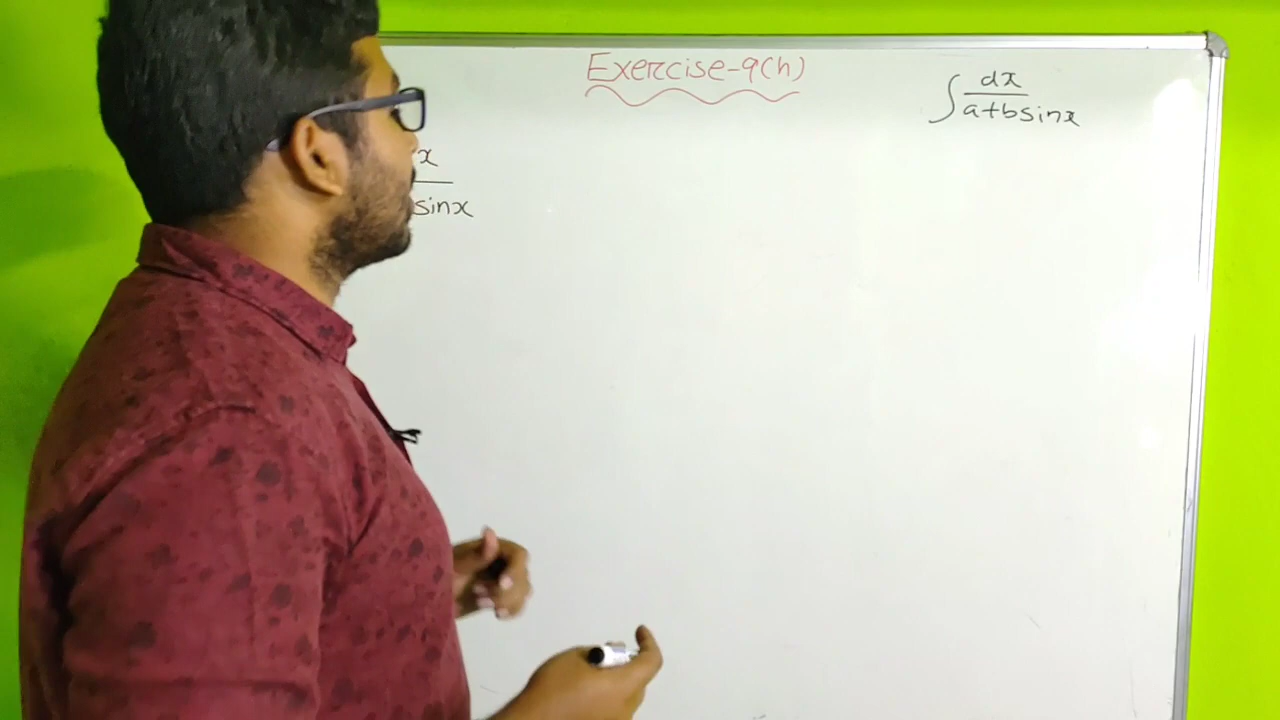 Exercise-9(h)
∫ dx / a+bsinx
x
sinx